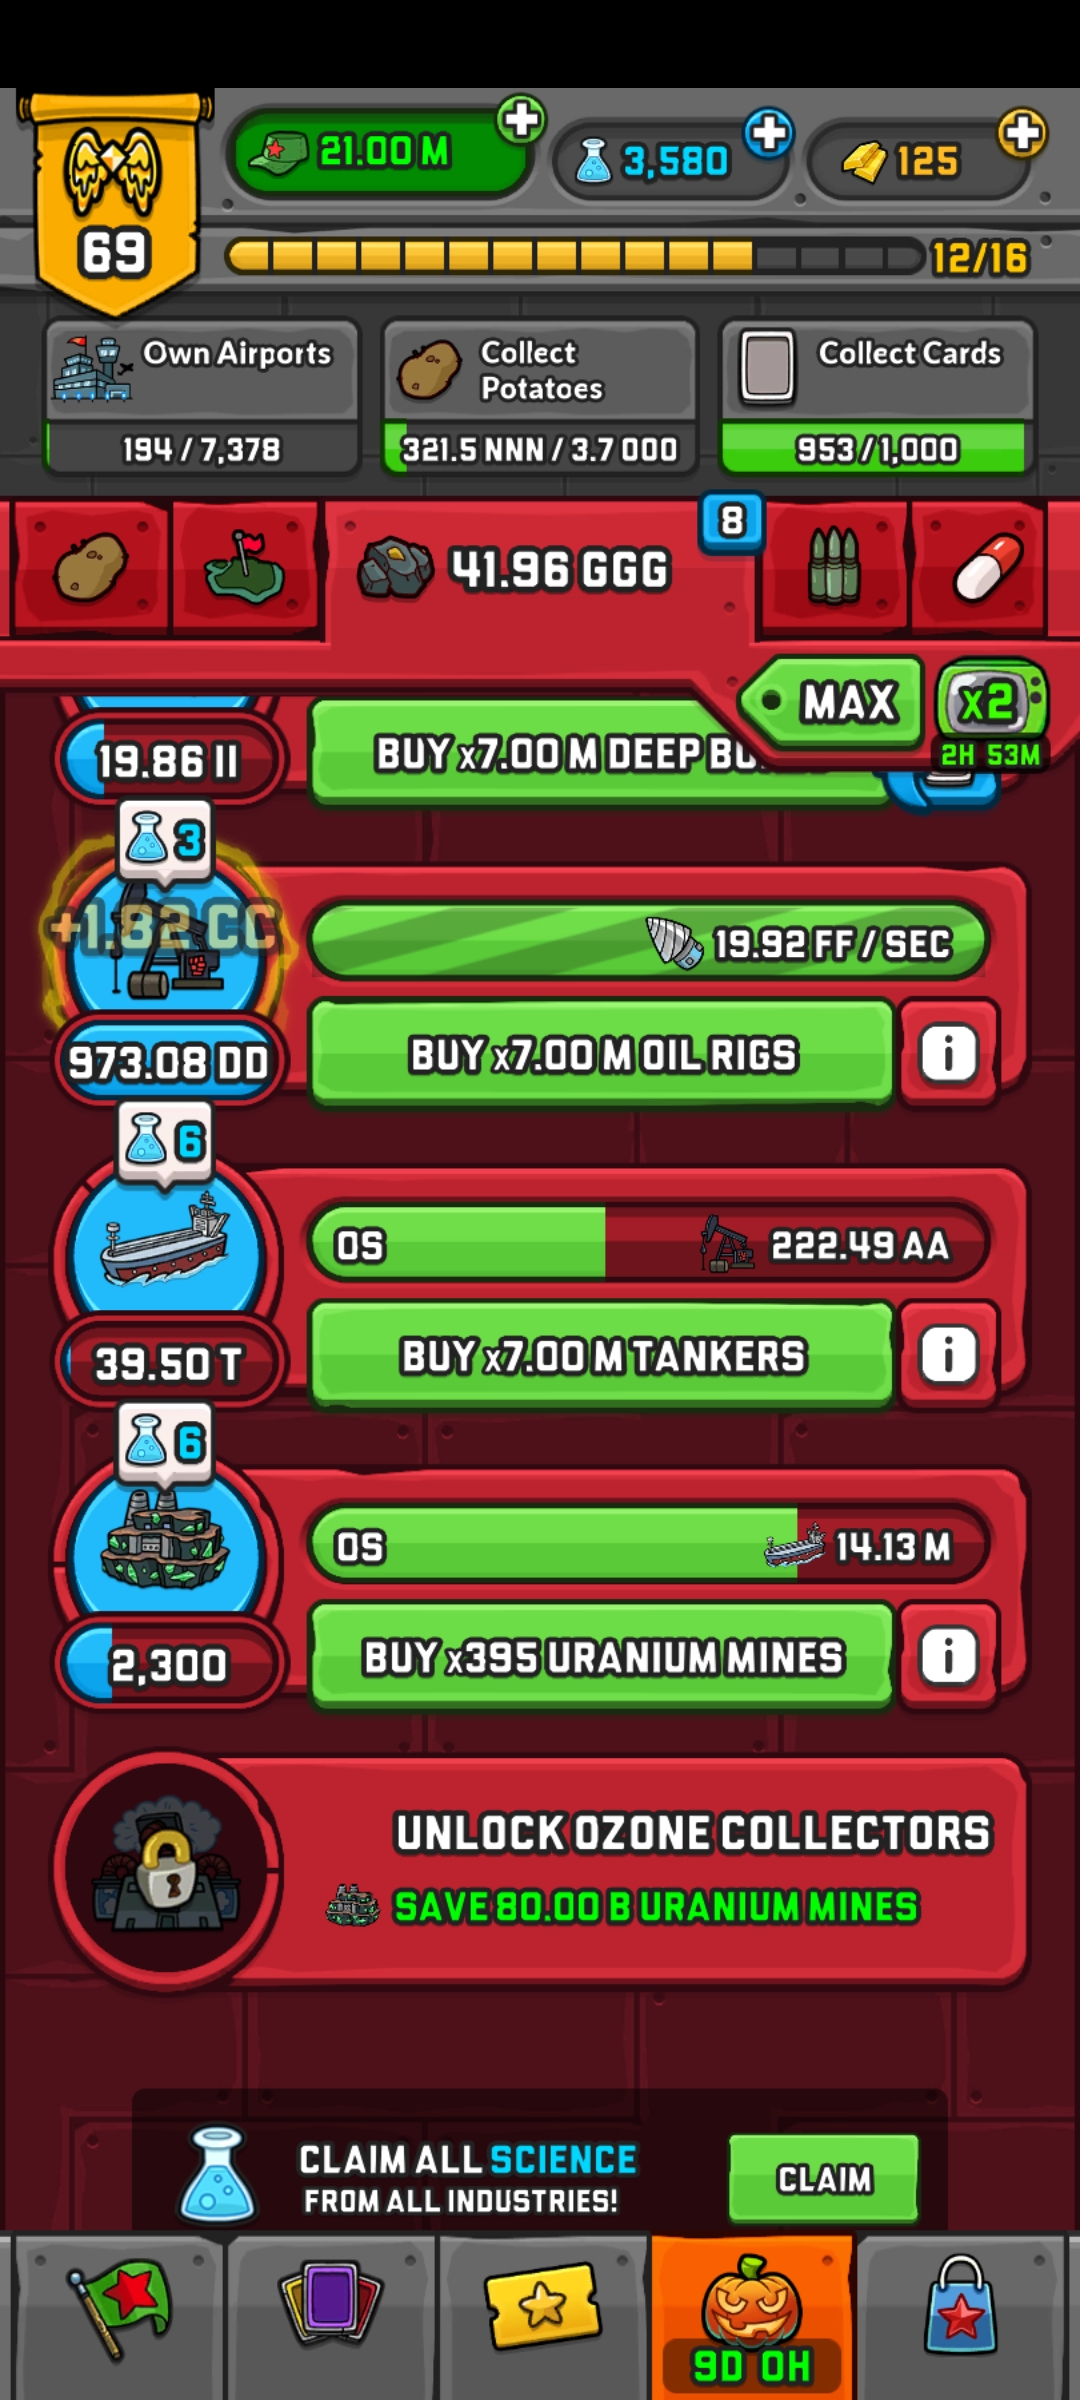 21.00 M
3,580
125
69
12/16
Own Airports
194 / 7,378
Collect
Potatoes
321.5 NNN / 3.7 OOO
Collect Cards
953 / 1,000
41.96 GGG
8
MAX
x2
2H 53M
19.86 II
BUY x7.00 M DEEP
3
+1.82 CC
19.92 FF / SEC
973.08 DD
BUY x7.00 M OIL RIGS
i
6
0S
222.49 AA
39.50 T
BUY x7.00 M TANKERS
i
6
0S
14.13 M
2,300
BUY x395 URANIUM MINES
i
UNLOCK OZONE COLLECTORS
SAVE 80.00 B URANIUM MINES
CLAIM ALL SCIENCE
FROM ALL INDUSTRIES!
CLAIM
9D 0H